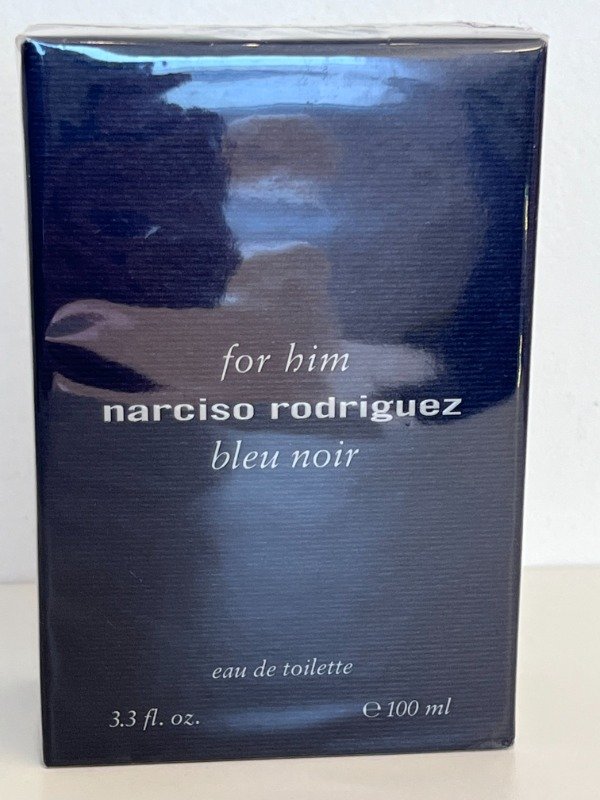 for him
narciso rodriguez
bleu noir
eau de toilette
3.3 fl. oz. ℮ 100 ml